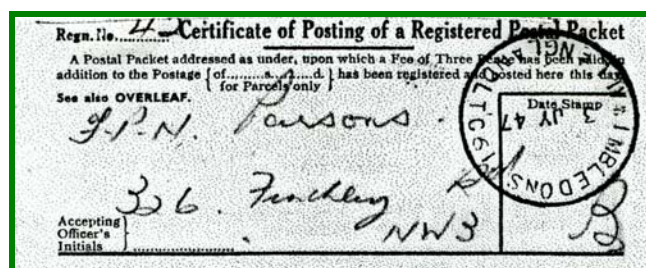 Regn. No. 42 Certificate of Posting of a Registered Postal Packet
A Postal Packet addressed as under, upon which a Fee of Three Pence has been paid in
addition to the Postage { of.........s.........d. for Parcels only } has been registered and posted here this day.
See also OVERLEAF.
Date Stamp
3 JY 47
WIMBLEDON S.W.19 LTC ENGLAND
Parsons.
326. Finchley Rd
NW3
Accepting
Officer's
Initials